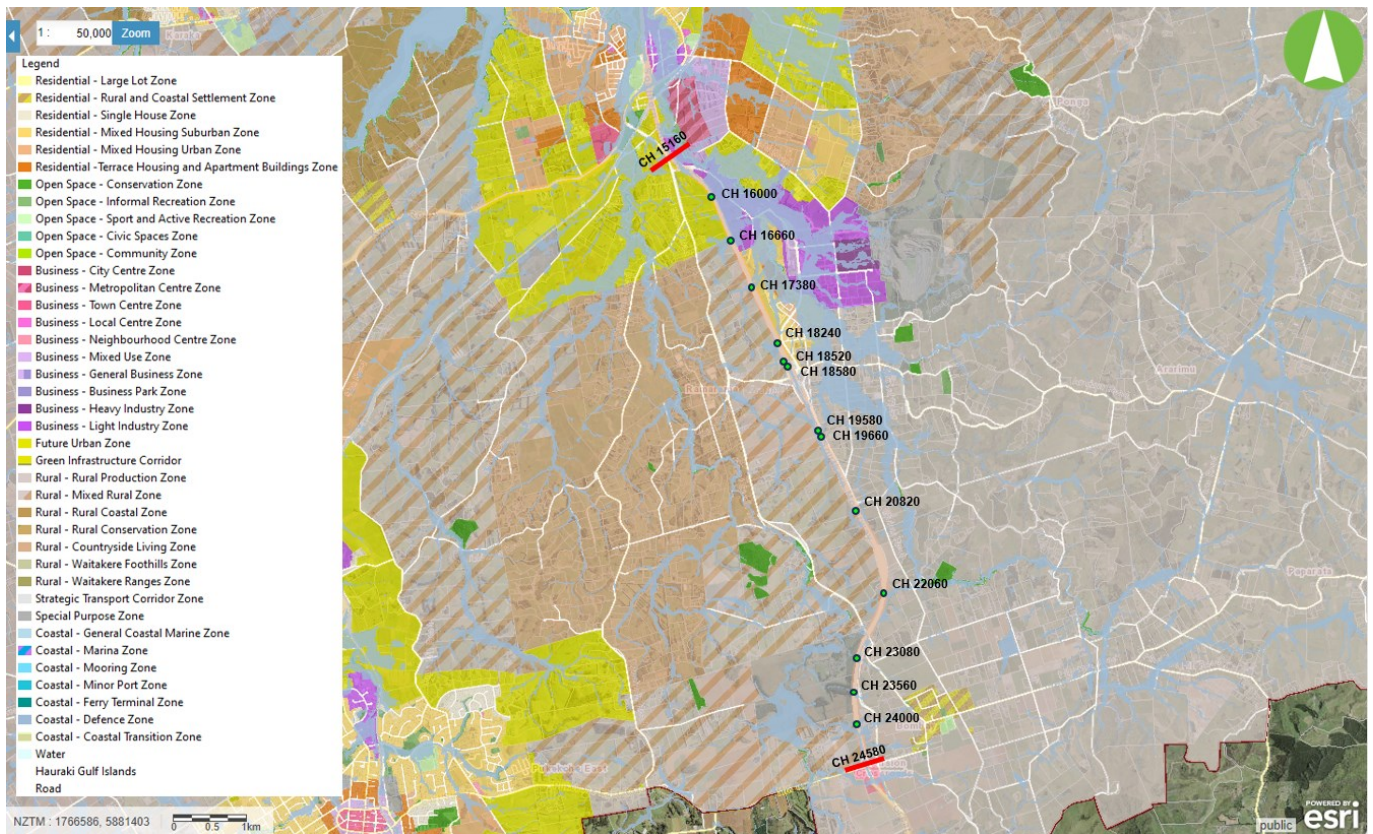 1 : 50,000 Zoom
Karaka
Legend
Residential - Large Lot Zone
Residential - Rural and Coastal Settlement Zone
Residential - Single House Zone
Residential - Mixed Housing Suburban Zone
Residential - Mixed Housing Urban Zone
Residential -Terrace Housing and Apartment Buildings Zone
Open Space - Conservation Zone
Open Space - Informal Recreation Zone
Open Space - Sport and Active Recreation Zone
Open Space - Civic Spaces Zone
Open Space - Community Zone
Business - City Centre Zone
Business - Metropolitan Centre Zone
Business - Town Centre Zone
Business - Local Centre Zone
Business - Neighbourhood Centre Zone
Business - Mixed Use Zone
Business - General Business Zone
Business - Business Park Zone
Business - Heavy Industry Zone
Business - Light Industry Zone
Future Urban Zone
Green Infrastructure Corridor
Rural - Rural Production Zone
Rural - Mixed Rural Zone
Rural - Rural Coastal Zone
Rural - Rural Conservation Zone
Rural - Countryside Living Zone
Rural - Waitakere Foothills Zone
Rural - Waitakere Ranges Zone
Strategic Transport Corridor Zone
Special Purpose Zone
Coastal - General Coastal Marine Zone
Coastal - Marina Zone
Coastal - Mooring Zone
Coastal - Minor Port Zone
Coastal - Ferry Terminal Zone
Coastal - Defence Zone
Coastal - Coastal Transition Zone
Water
Hauraki Gulf Islands
Road
CH 15160
CH 16000
CH 16660
CH 17380
CH 18240
CH 18520
CH 18580
CH 19580
CH 19660
CH 20820
CH 22060
CH 23080
CH 23560
CH 24000
CH 24580
Ararimu
Paparata
Pukekohe East
NZTM : 1766586, 5881403
0 0.5 1km
public
POWERED BY
esri